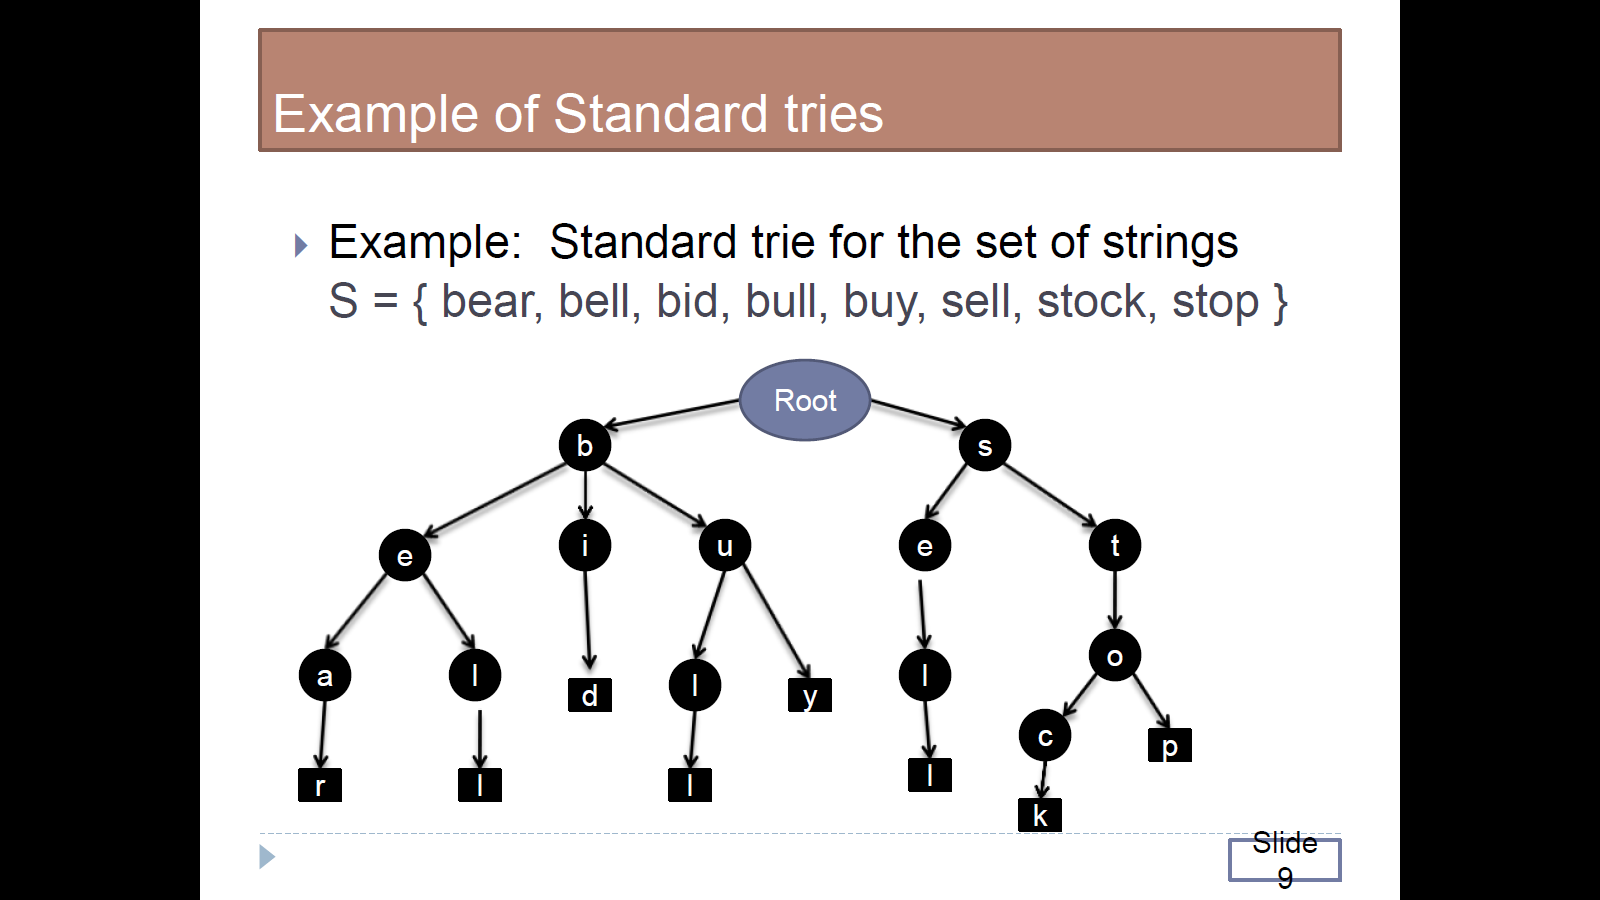 Example of Standard tries
Example:  Standard trie for the set of strings
S = { bear, bell, bid, bull, buy, sell, stock, stop }
Root
b s
e i u e t
a l d l y l o
r l l l c p
k
Slide
9